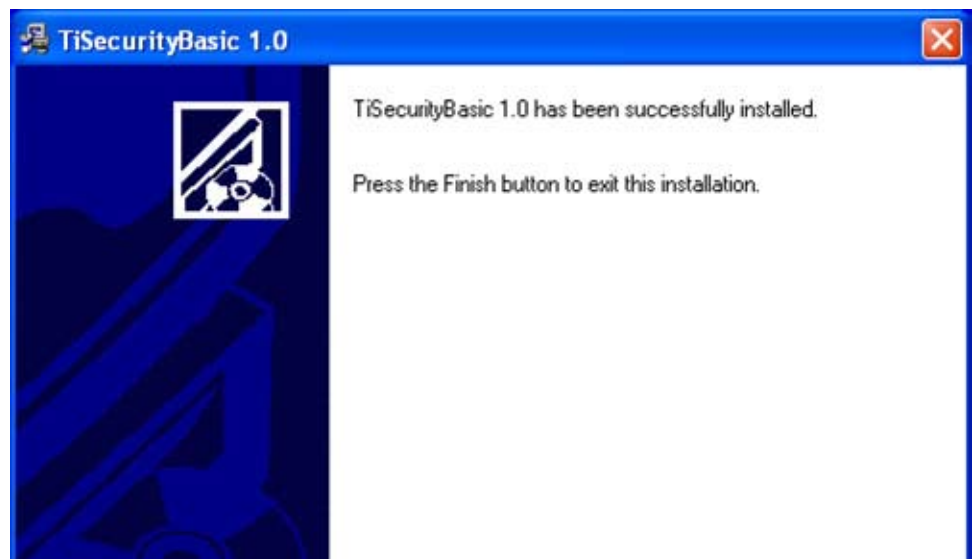 TiSecurityBasic 1.0
TiSecurityBasic 1.0 has been successfully installed.
Press the Finish button to exit this installation.